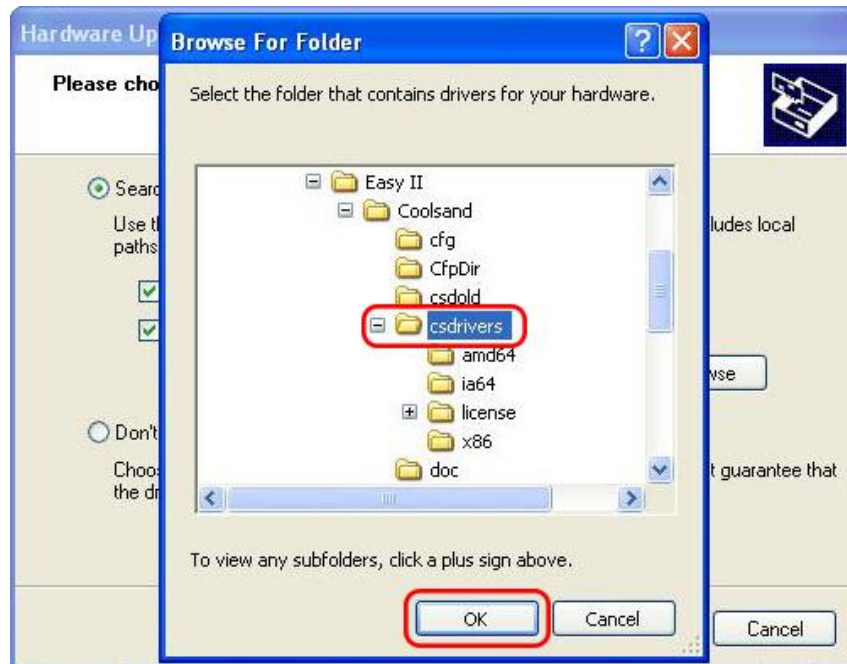 Hardware Up
Browse For Folder
Please cho
Select the folder that contains drivers for your hardware.
Easy II
Coolsand
cfg
CfpDir
csdold
csdrivers
amd64
ia64
license
x86
doc
Searc
Use th
paths
ludes local
wse
Don't
Choos
the dr
t guarantee that
To view any subfolders, click a plus sign above.
OK
Cancel
Cancel